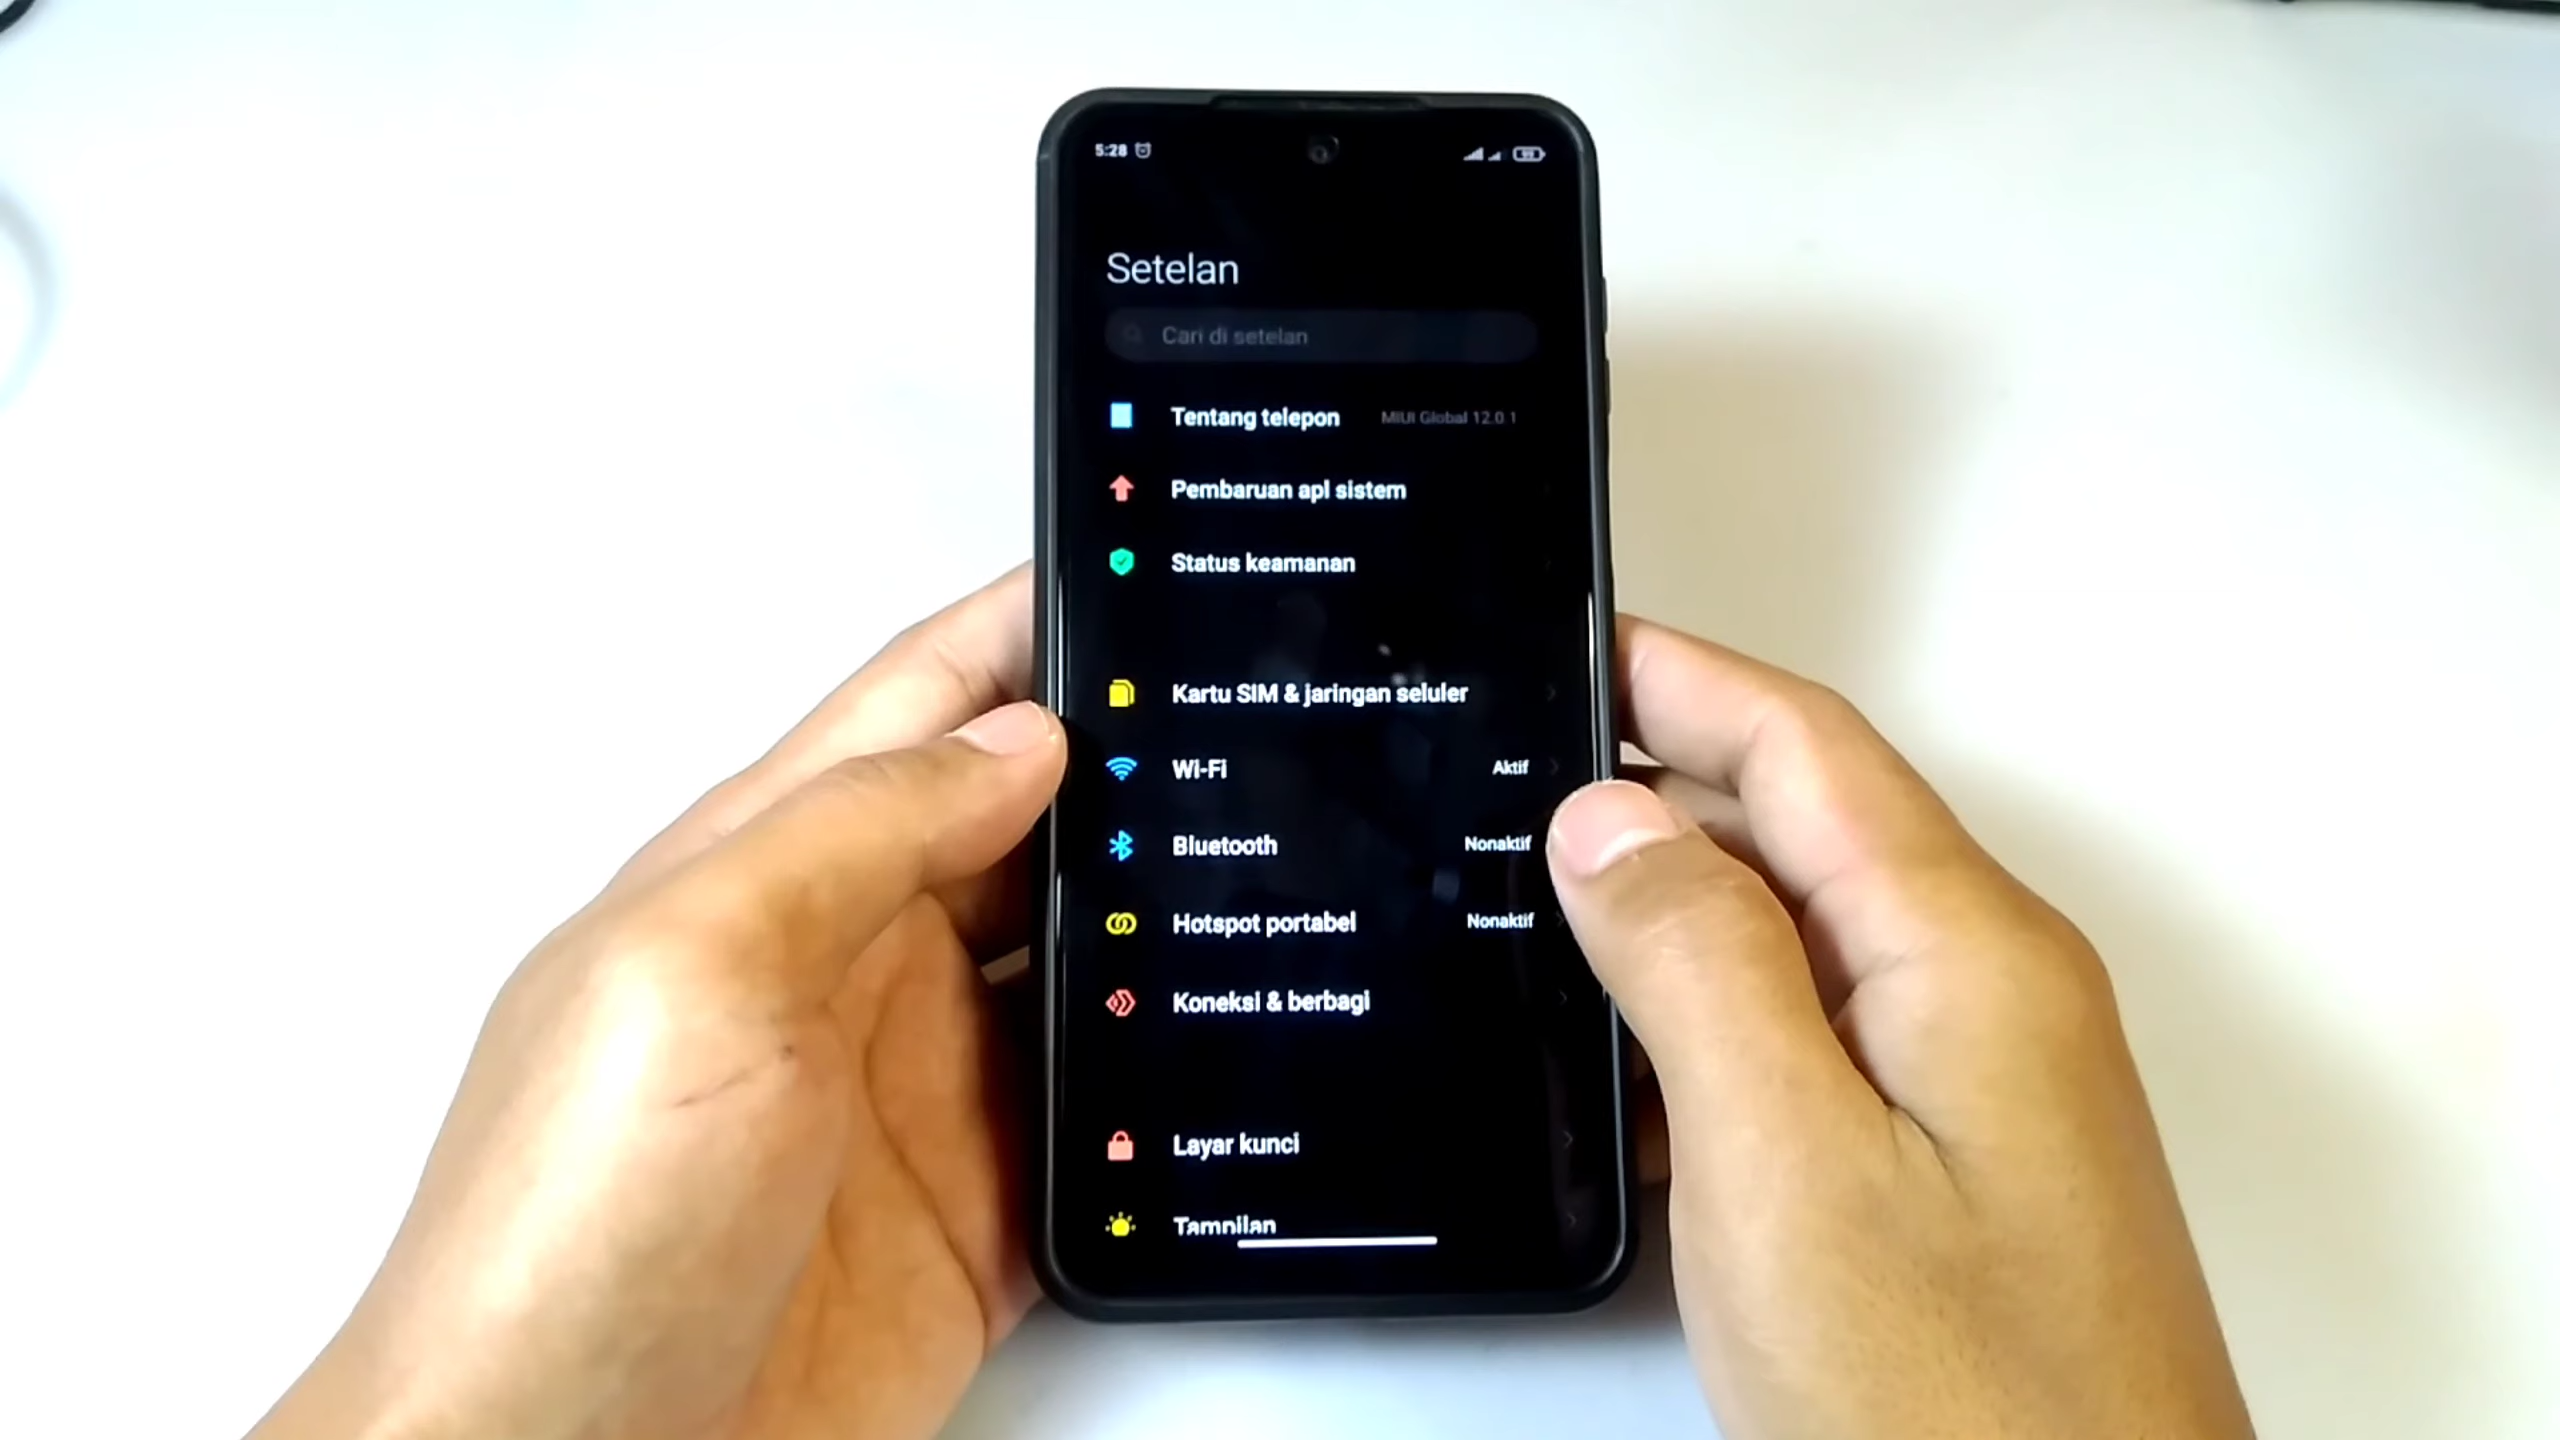 5:28
Setelan
Cari di setelan
Tentang telepon MIUI Global 12.0.1
Pembaruan apl sistem
Status keamanan
Kartu SIM & jaringan seluler
Wi-Fi Aktif
Bluetooth Nonaktif
Hotspot portabel Nonaktif
Koneksi & berbagi
Layar kunci
Tampilan